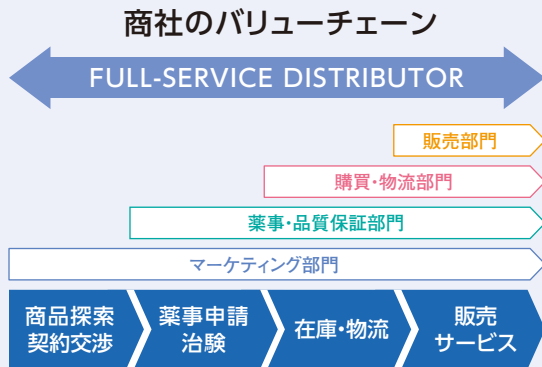 商社のバリューチェーン
FULL-SERVICE DISTRIBUTOR
販売部門
購買・物流部門
薬事・品質保証部門
マーケティング部門
商品探索
契約交渉
薬事申請
治験
在庫・物流
販売
サービス